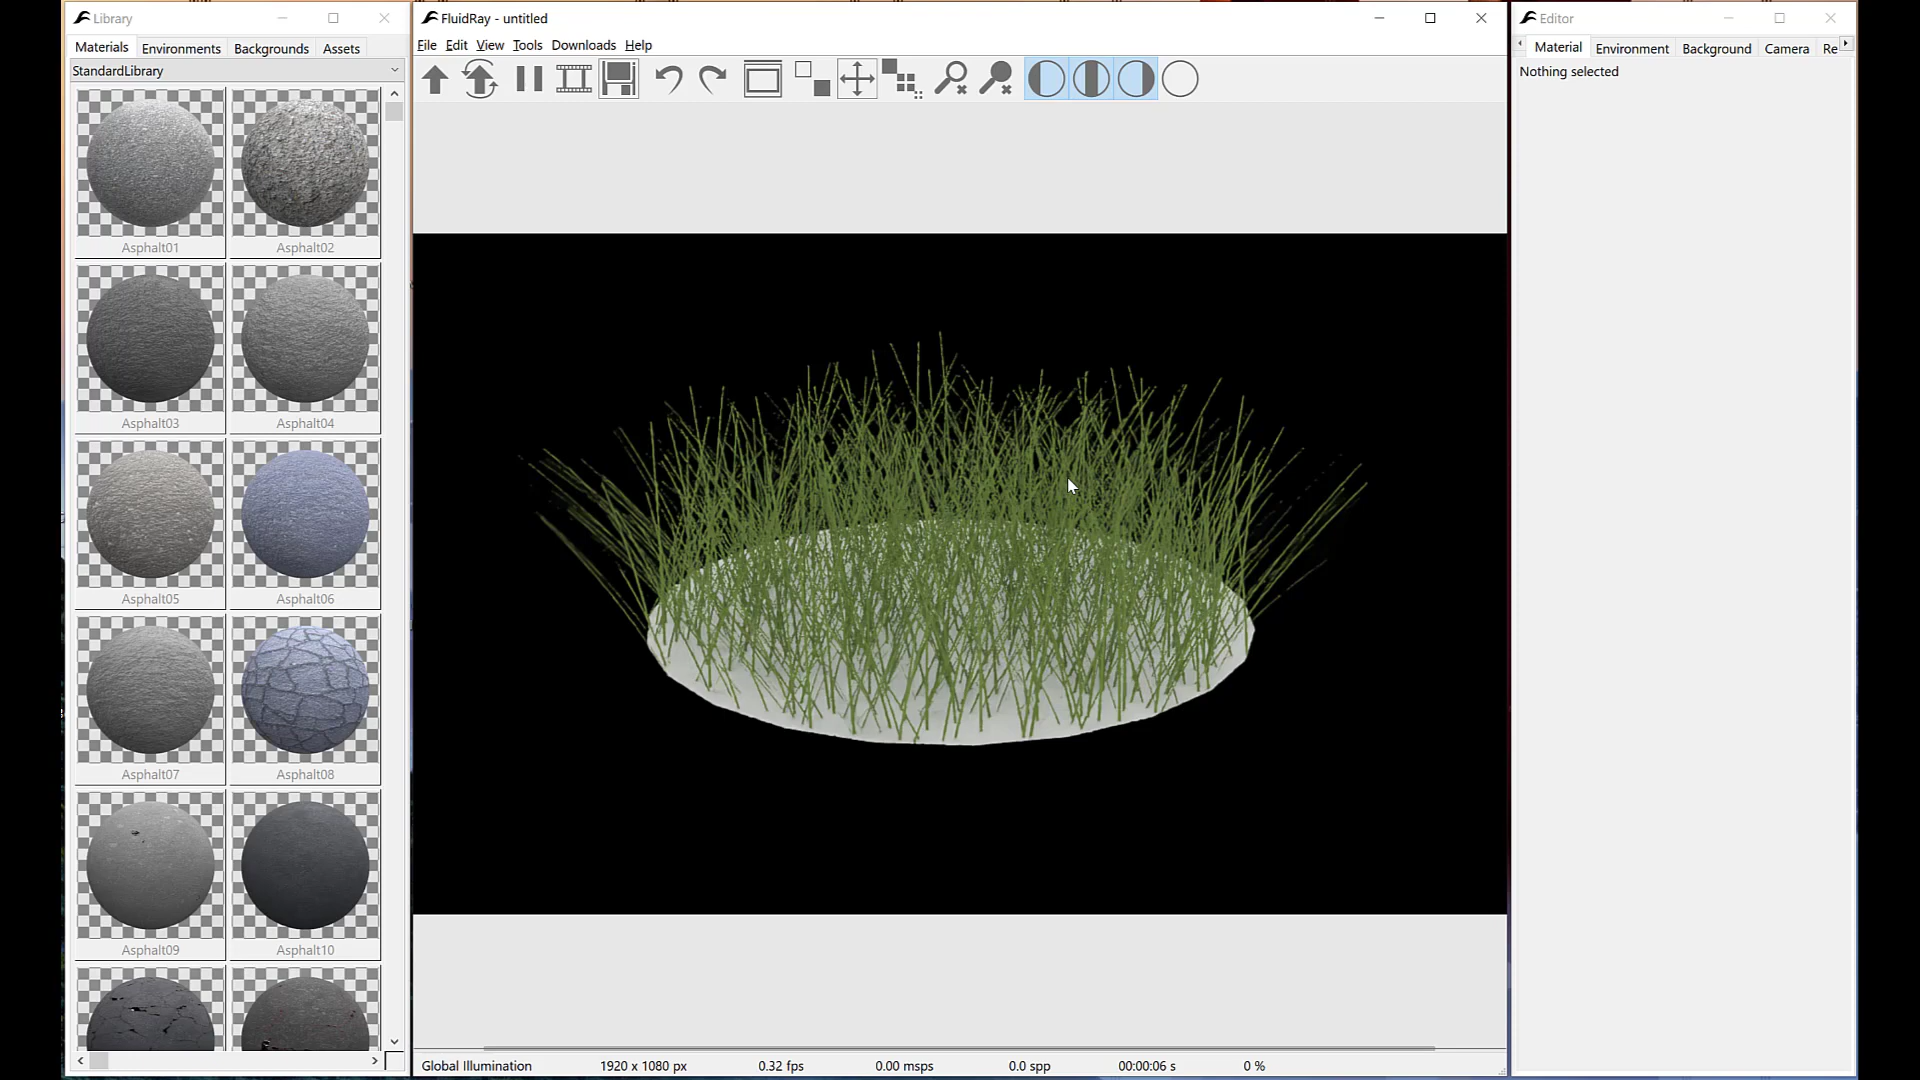 Library
Materials Environments Backgrounds Assets
StandardLibrary
Asphalt01 Asphalt02
Asphalt03 Asphalt04
Asphalt05 Asphalt06
Asphalt07 Asphalt08
Asphalt09 Asphalt10
FluidRay - untitled
File Edit View Tools Downloads Help
Global Illumination 1920 x 1080 px 0.32 fps 0.00 msps 0.0 spp 00:00:06 s 0 %
Editor
Material Environment Background Camera Re
Nothing selected